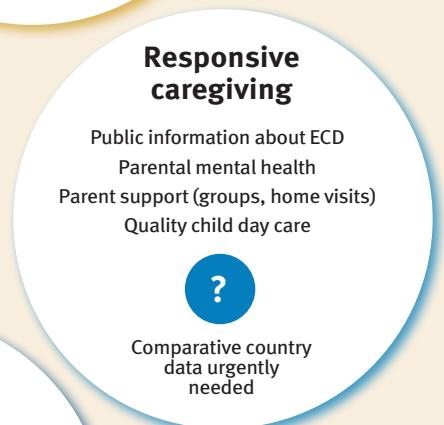 Responsive
caregiving
Public information about ECD
Parental mental health
Parent support (groups, home visits)
Quality child day care
?
Comparative country
data urgently
needed